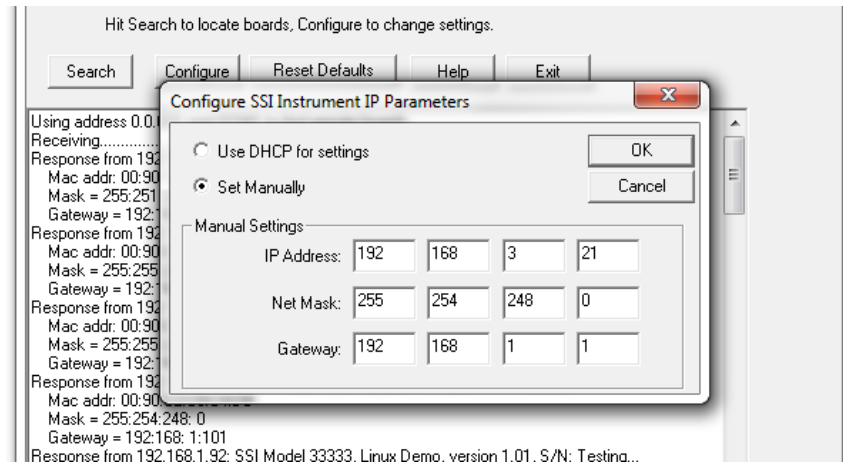 Hit Search to locate boards, Configure to change settings.
Search Configure Reset Defaults Help Exit
Configure SSI Instrument IP Parameters
Use DHCP for settings
OK
Set Manually
Cancel
Manual Settings
IP Address: 192 168 3 21
Net Mask: 255 254 248 0
Gateway: 192 168 1 1
Using address 0.0.
Receiving..............
Response from 192
Mac addr: 00:90
Mask = 255:251
Gateway = 192:
Response from 192
Mac addr: 00:90
Mask = 255:255
Gateway = 192:
Response from 192
Mac addr: 00:90
Mask = 255:255
Gateway = 192:
Response from 192
Mac addr: 00:90:
Mask = 255:254:248: 0
Gateway = 192:168: 1:101
Response from 192.168.1.92: SSI Model 33333, Linux Demo, version 1.01, S/N: Testing...